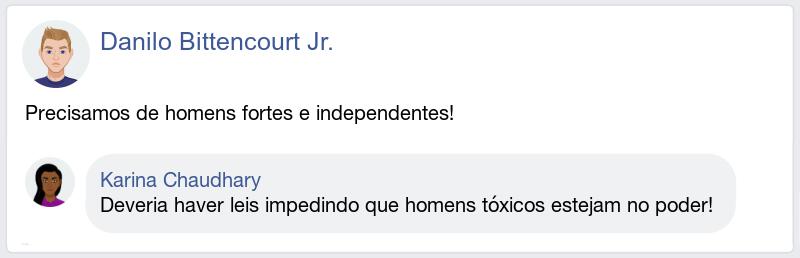 Danilo Bittencourt Jr.
Precisamos de homens fortes e independentes!
Karina Chaudhary
Deveria haver leis impedindo que homens tóxicos estejam no poder!